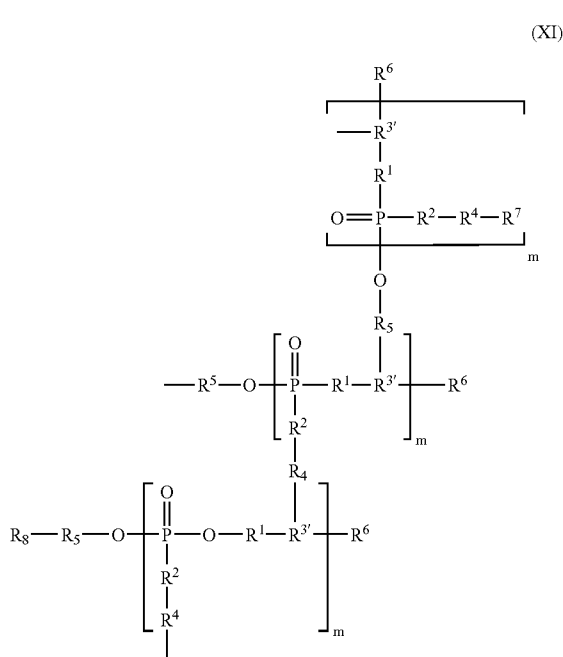 (XI)
R⁶
—R³′
R¹
O=P—R²—R⁴—R⁷
m
O
R₅
O
—R⁵—O—P—R¹—R³′—R⁶
m
R²
R₄
O
R₈—R₅—O—P—O—R¹—R³′—R⁶
R²
R⁴
m